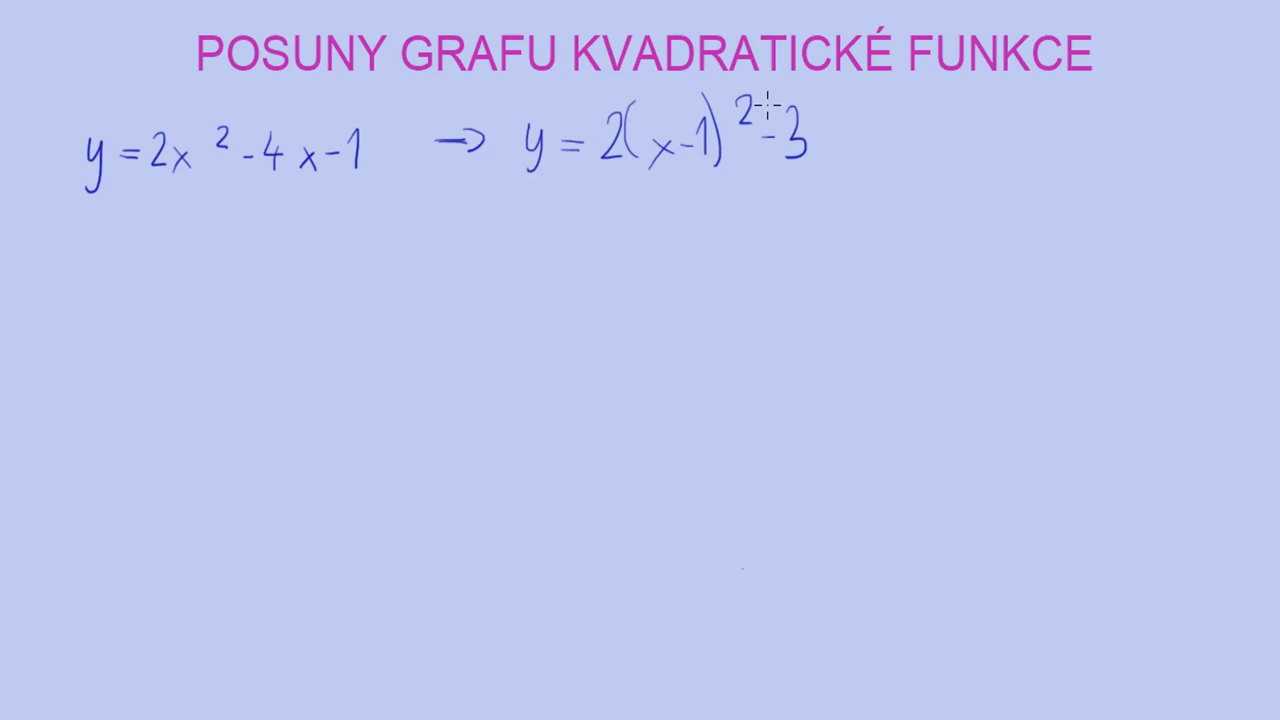 POSUNY GRAFU KVADRATICKÉ FUNKCE
y = 2x² - 4x - 1 → y = 2(x-1)² - 3